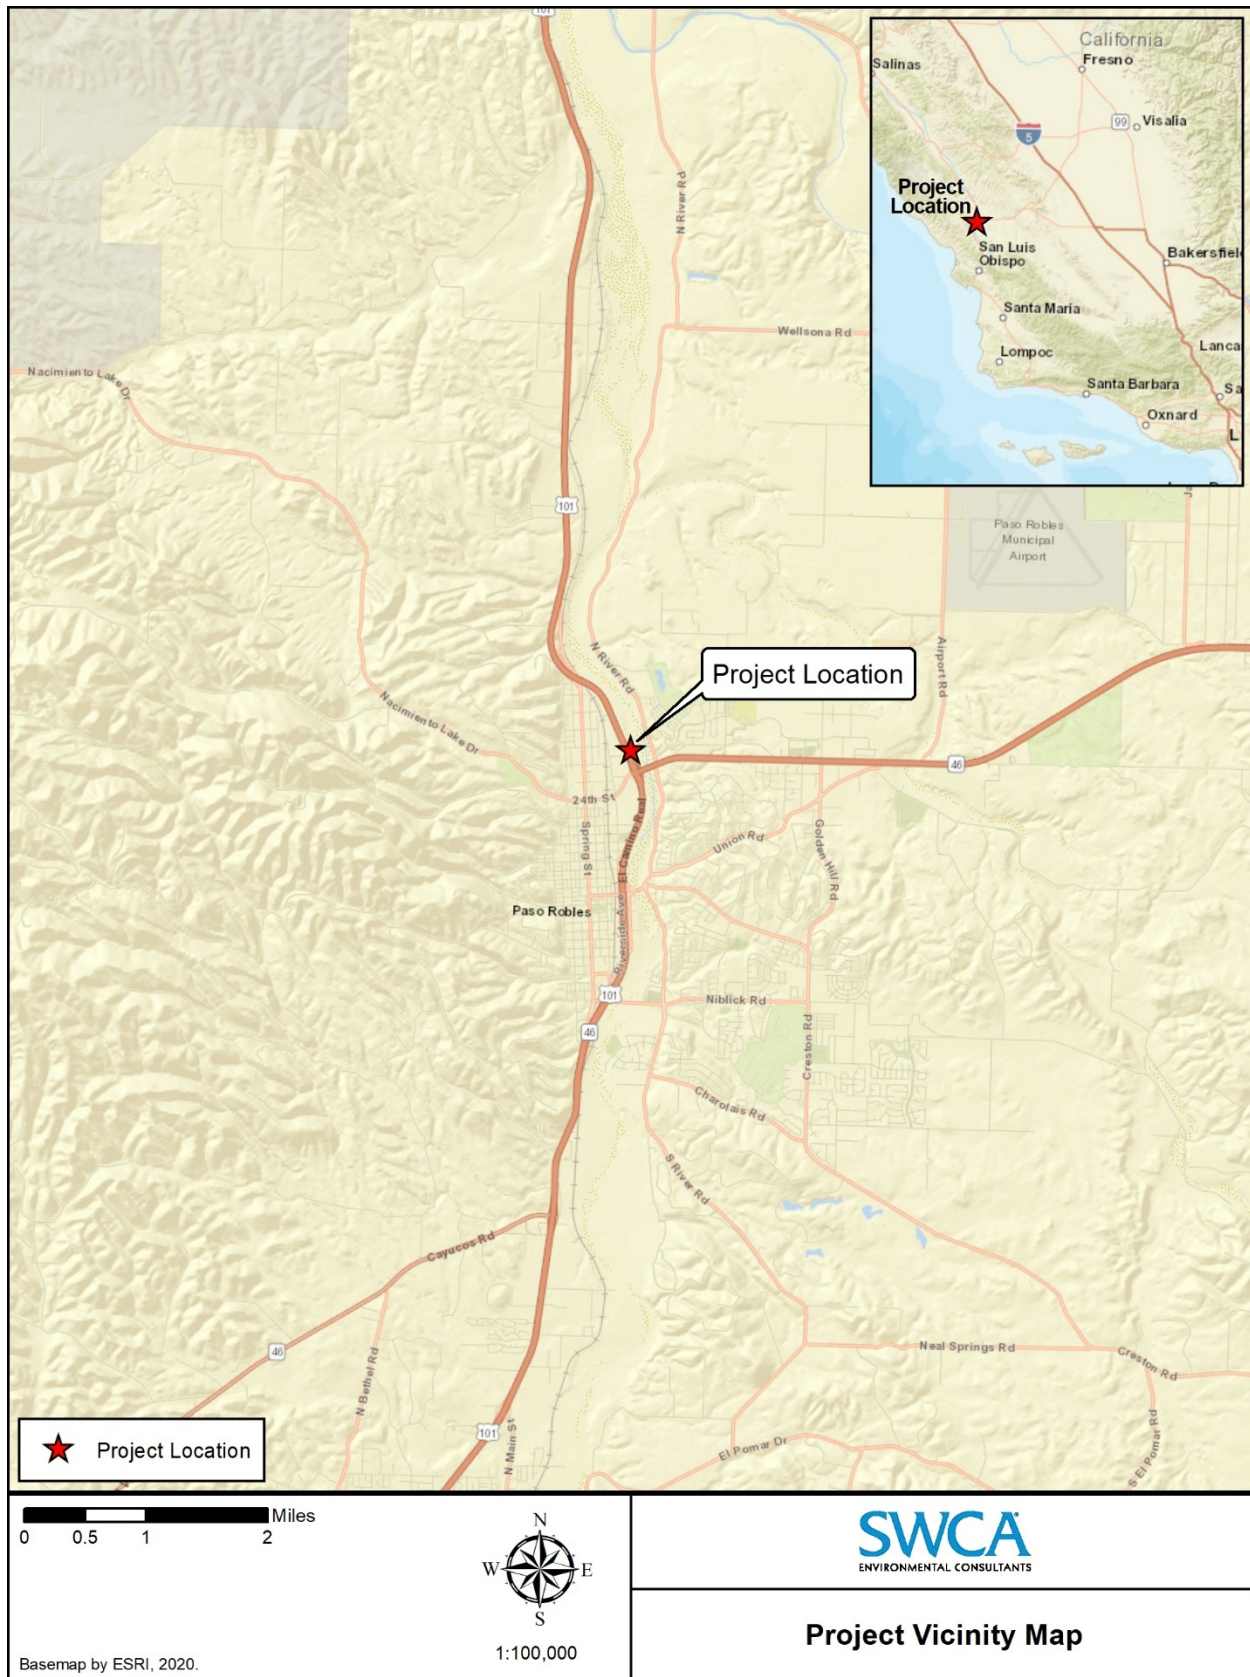 101
California
Fresno
Salinas
99
Visalia
5
Project
Location
San Luis
Obispo
Bakersfiel
Santa Maria
Lompoc
Lanca
Santa Barbara
Sa
Oxnard
L
N River Rd
Wellsona Rd
Nacimiento Lake Dr
101
Paso Robles
Municipal
Airport
N River Rd
Project Location
Airport Rd
Nacimiento Lake Dr
46
24th St
Spring St
El Camino Real
Union Rd
Golden Hill Rd
Paso Robles
Riverside Ave
101
Niblick Rd
46
Creston Rd
Charolais Rd
S River Rd
Cayucos Rd
46
N Bethel Rd
Neal Springs Rd
Creston Rd
101
N Main St
El Pomar Dr
S El Pomar Rd
Project Location
Miles
0 0.5 1 2
N
W E
S
1:100,000
Basemap by ESRI, 2020.
SWCA
ENVIRONMENTAL CONSULTANTS
Project Vicinity Map